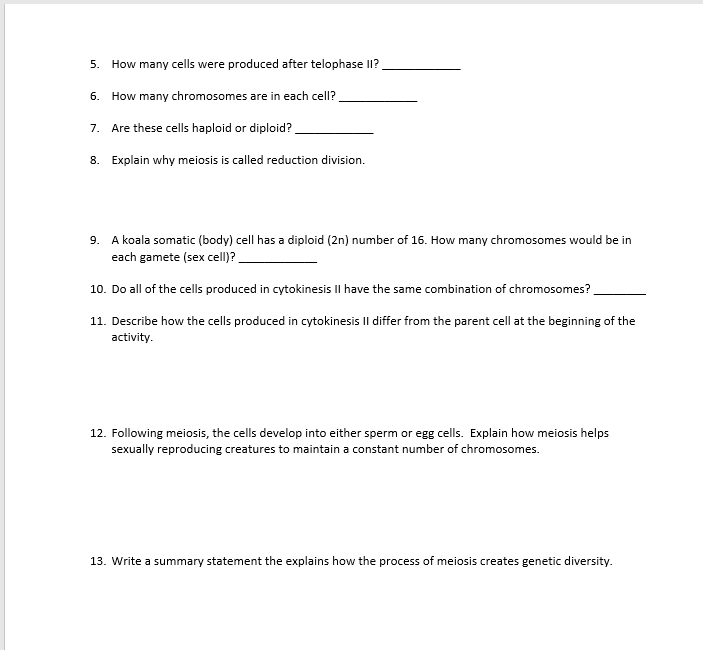 5. How many cells were produced after telophase II? ____________
6. How many chromosomes are in each cell? ____________
7. Are these cells haploid or diploid? ____________
8. Explain why meiosis is called reduction division.
9. A koala somatic (body) cell has a diploid (2n) number of 16. How many chromosomes would be in
each gamete (sex cell)? ____________
10. Do all of the cells produced in cytokinesis II have the same combination of chromosomes? ________
11. Describe how the cells produced in cytokinesis II differ from the parent cell at the beginning of the
activity.
12. Following meiosis, the cells develop into either sperm or egg cells. Explain how meiosis helps
sexually reproducing creatures to maintain a constant number of chromosomes.
13. Write a summary statement the explains how the process of meiosis creates genetic diversity.